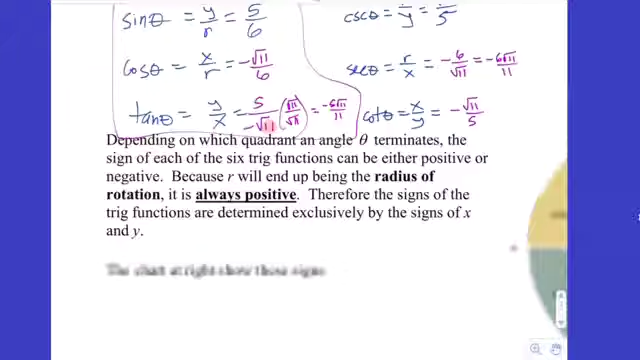 sinθ = y/r = 5/6
cscθ = r/y = 6/5
cosθ = x/r = -√11/6
secθ = r/x = -6/√11 = -6√11/11
tanθ = y/x = 5/-√11 (√11/√11) = -5√11/11
cotθ = x/y = -√11/5
Depending on which quadrant an angle θ terminates, the
sign of each of the six trig functions can be either positive or
negative. Because r will end up being the radius of
rotation, it is always positive. Therefore the signs of the
trig functions are determined exclusively by the signs of x
and y.
The chart at right show these signs